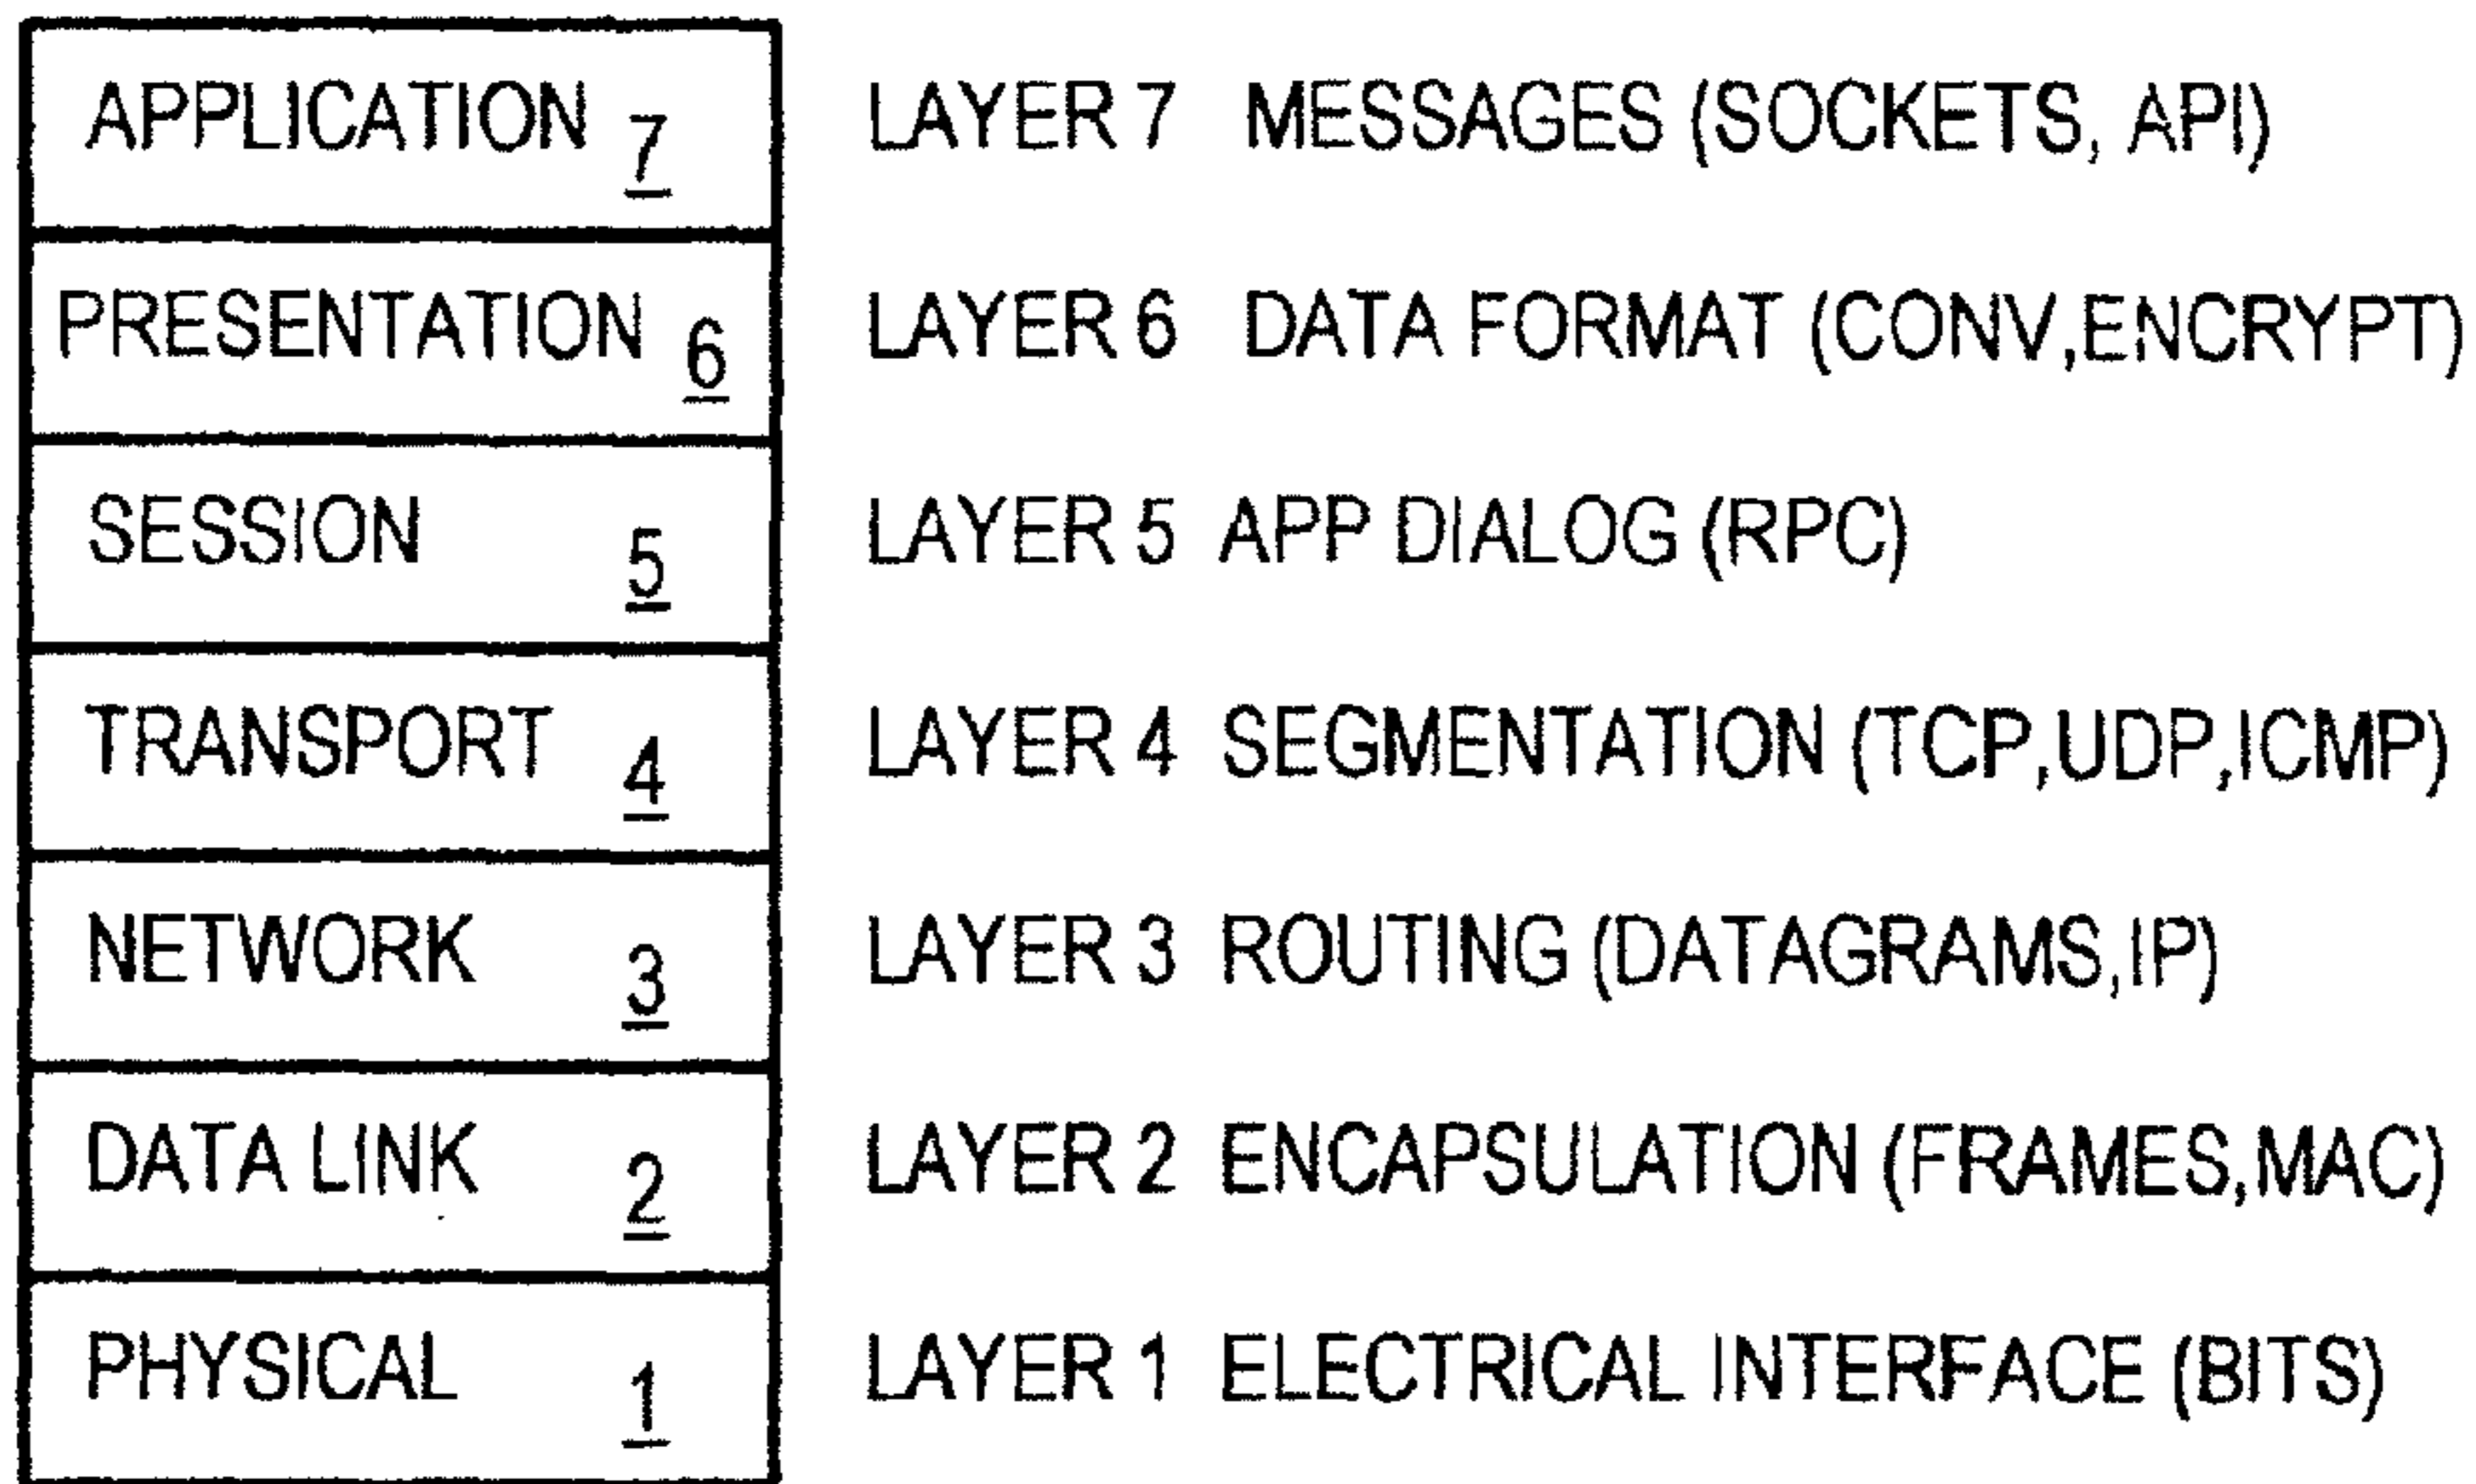 APPLICATION 7 LAYER 7 MESSAGES (SOCKETS, API)
PRESENTATION 6 LAYER 6 DATA FORMAT (CONV,ENCRYPT)
SESSION 5 LAYER 5 APP DIALOG (RPC)
TRANSPORT 4 LAYER 4 SEGMENTATION (TCP,UDP,ICMP)
NETWORK 3 LAYER 3 ROUTING (DATAGRAMS,IP)
DATA LINK 2 LAYER 2 ENCAPSULATION (FRAMES,MAC)
PHYSICAL 1 LAYER 1 ELECTRICAL INTERFACE (BITS)